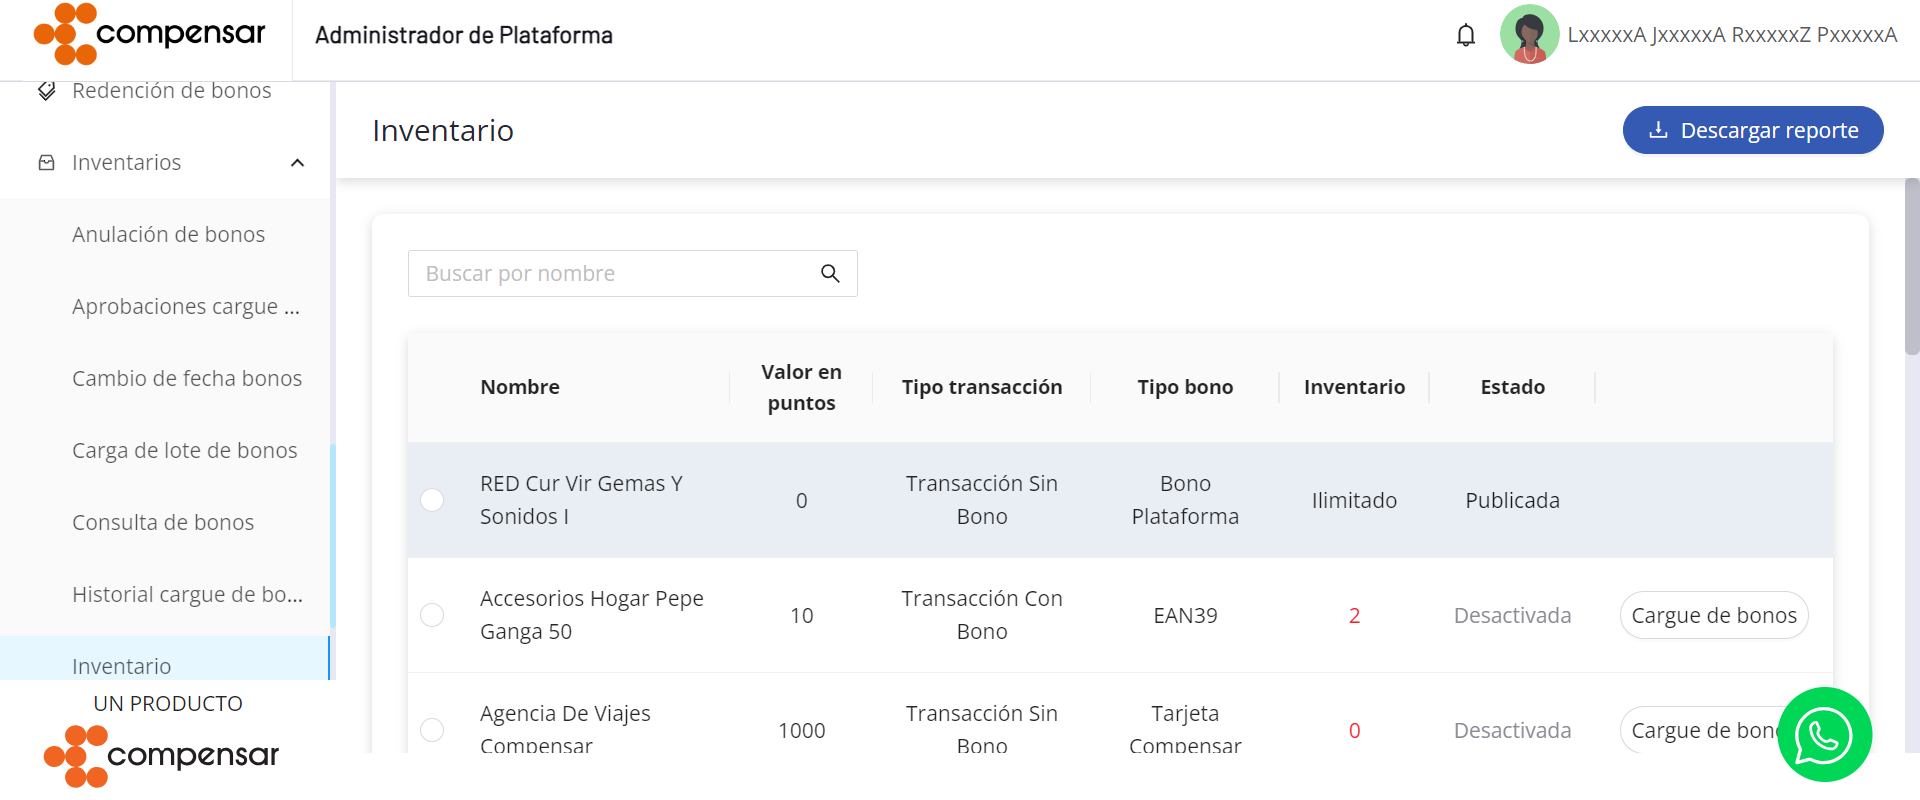 compensar
Administrador de Plataforma
LxxxxxA JxxxxxA RxxxxxZ PxxxxxA
Redención de bonos
Inventarios
Anulación de bonos
Aprobaciones cargue ...
Cambio de fecha bonos
Carga de lote de bonos
Consulta de bonos
Historial cargue de bo...
Inventario
UN PRODUCTO
compensar
Inventario
Descargar reporte
Buscar por nombre
Nombre
Valor en
puntos
Tipo transacción
Tipo bono
Inventario
Estado
RED Cur Vir Gemas Y
Sonidos I
0
Transacción Sin
Bono
Bono
Plataforma
Ilimitado
Publicada
Accesorios Hogar Pepe
Ganga 50
10
Transacción Con
Bono
EAN39
2
Desactivada
Cargue de bonos
Agencia De Viajes
Compensar
1000
Transacción Sin
Bono
Tarjeta
Compensar
0
Desactivada
Cargue de bon